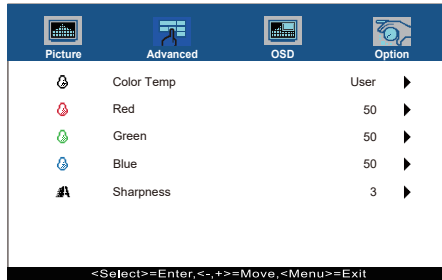 Picture Advanced OSD Option
Color Temp User
Red 50
Green 50
Blue 50
Sharpness 3
<Select>=Enter,<-,+>=Move,<Menu>=Exit